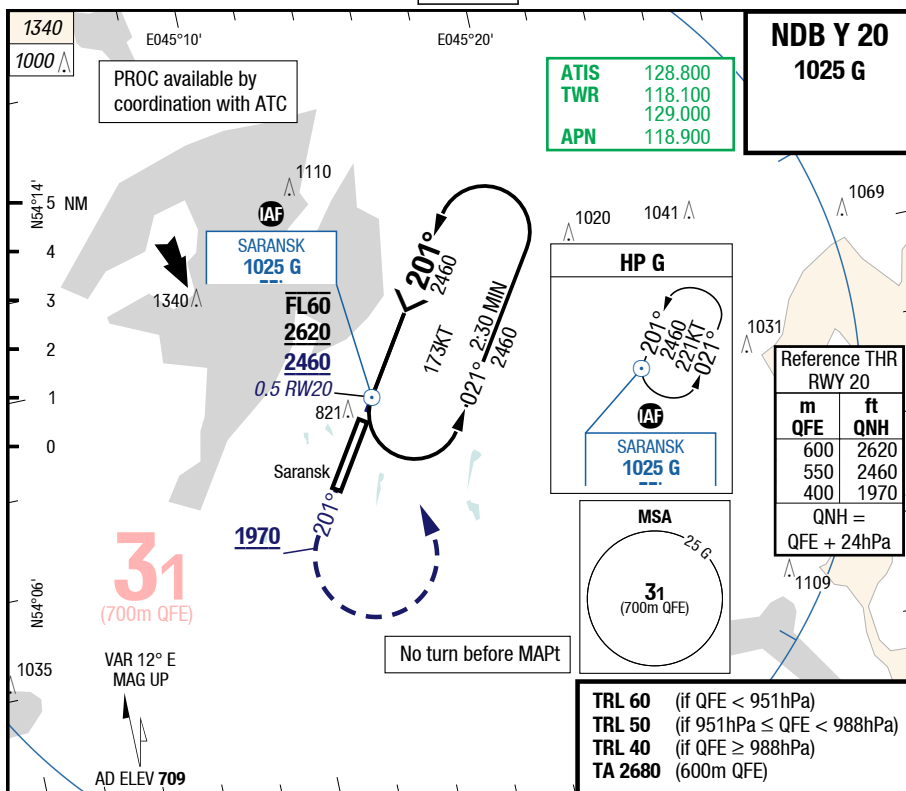 1340
1000
E045°10'
E045°20'
NDB Y 20
1025 G
PROC available by
coordination with ATC
ATIS 128.800
TWR 118.100
129.000
APN 118.900
N54°14'
5 NM
4
3
2
1
0
1110
IAF
SARANSK
1025 G
1340
FL60
2620
2460
0.5 RW20
821
201°
2460
173KT
021° 2:30 MIN
2460
1020
1041
1069
HP G
201°
2460
221KT
021°
IAF
SARANSK
1025 G
1031
Reference THR
RWY 20
m ft
QFE QNH
600 2620
550 2460
400 1970
QNH =
QFE + 24hPa
Saransk
201°
1970
31
(700m QFE)
MSA
25 G
31
(700m QFE)
1109
N54°06'
No turn before MAPt
1035
VAR 12° E
MAG UP
AD ELEV 709
TRL 60 (if QFE < 951hPa)
TRL 50 (if 951hPa ≤ QFE < 988hPa)
TRL 40 (if QFE ≥ 988hPa)
TA 2680 (600m QFE)